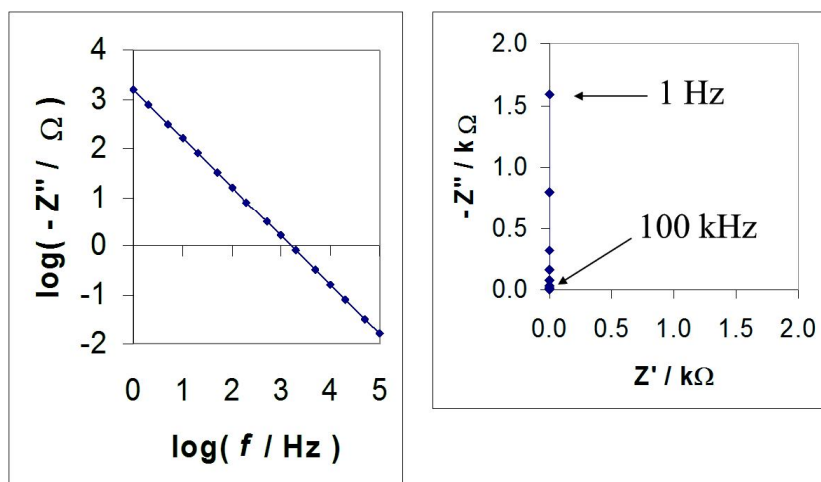 4
3
2
1
0
-1
-2
log( - Z" / Ω )
0 1 2 3 4 5
log( f / Hz )
2.0
1.5
1.0
0.5
0.0
-Z" / kΩ
1 Hz
100 kHz
0.0 0.5 1.0 1.5 2.0
Z' / kΩ